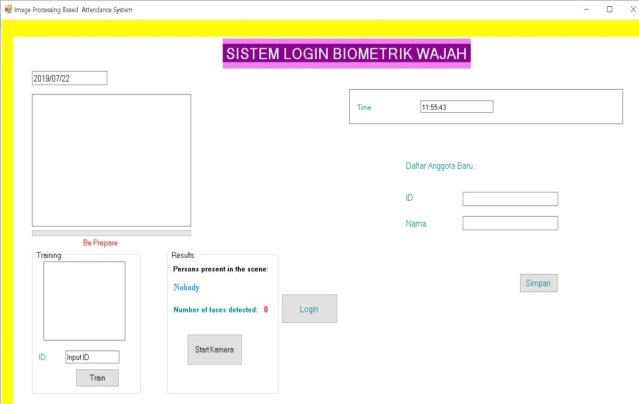 Image Processing Based Attendance System
SISTEM LOGIN BIOMETRIK WAJAH
2019/07/22
Time
11:55:43
Daftar Anggota Baru :
ID
Nama
Simpan
Be Prepare
Training:
ID:
Input ID
Train
Results:
Persons present in the scene:
Nobody
Number of faces detected: 0
Start Kamera
Login